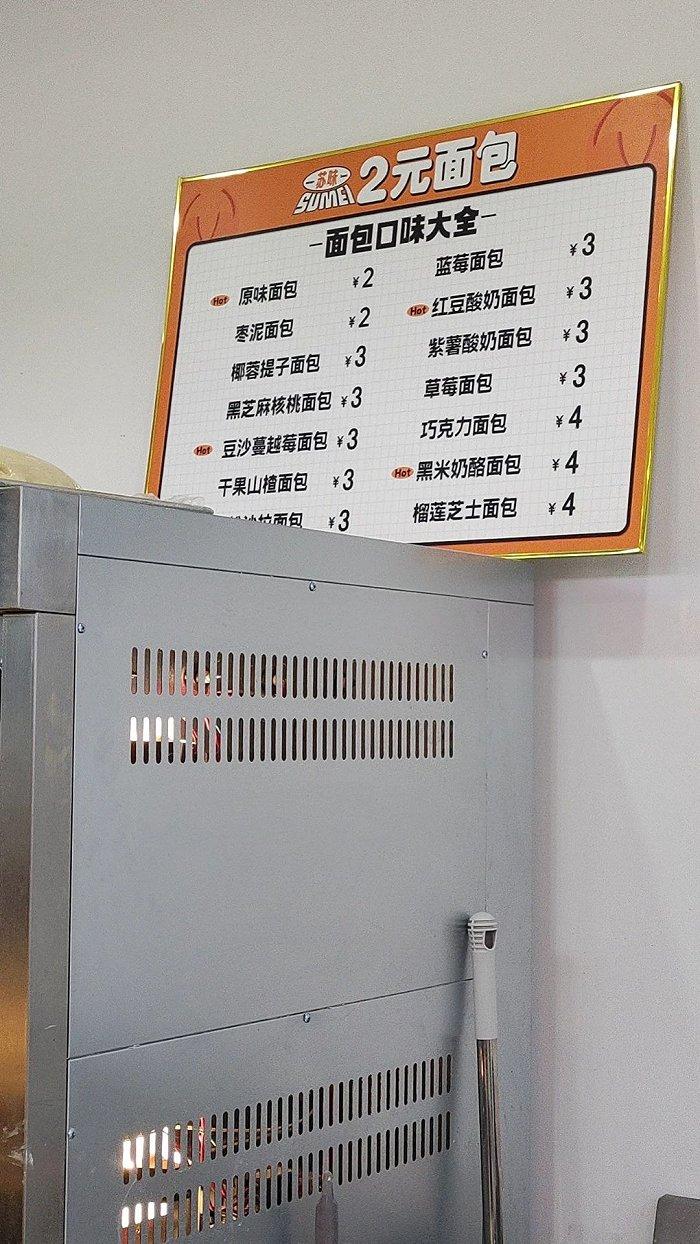 苏味
SUMEI
2元面包
面包口味大全
Hot 原味面包 ¥2
枣泥面包 ¥2
椰蓉提子面包 ¥3
黑芝麻核桃面包 ¥3
Hot 豆沙蔓越莓面包 ¥3
干果山楂面包 ¥3
面包 ¥3
蓝莓面包 ¥3
Hot 红豆酸奶面包 ¥3
紫薯酸奶面包 ¥3
草莓面包 ¥3
巧克力面包 ¥4
Hot 黑米奶酪面包 ¥4
榴莲芝士面包 ¥4